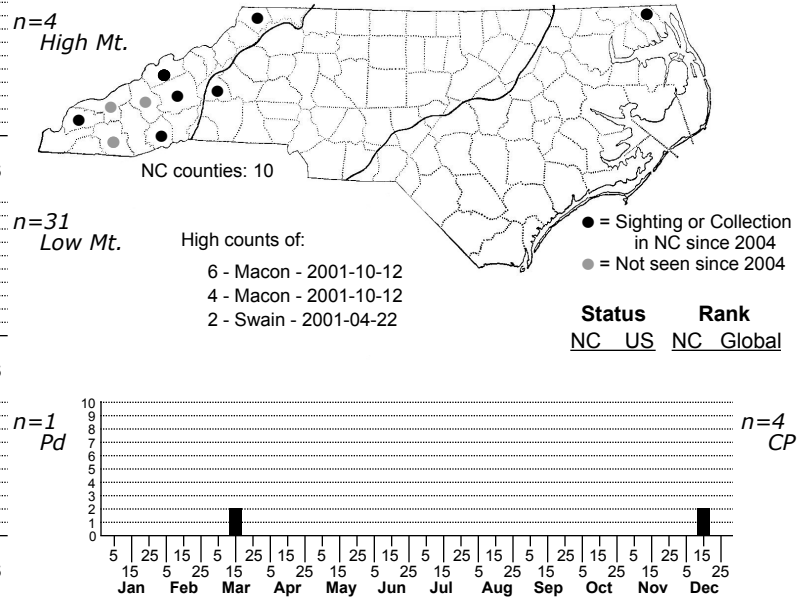 n=4
High Mt.
NC counties: 10
n=31
Low Mt.
High counts of:
6 - Macon - 2001-10-12
4 - Macon - 2001-10-12
2 - Swain - 2001-04-22
= Sighting or Collection
in NC since 2004
= Not seen since 2004
Status Rank
NC US NC Global
n=1
Pd
n=4
CP
10
9
8
7
6
5
4
3
2
1
0
5 25 15 5 25 15 5 25 15 5 25 15 5 25 15 5 25 15
15 5 25 15 5 25 15 5 25 15 5 25 15 5 25 15 5 25
Jan Feb Mar Apr May Jun Jul Aug Sep Oct Nov Dec